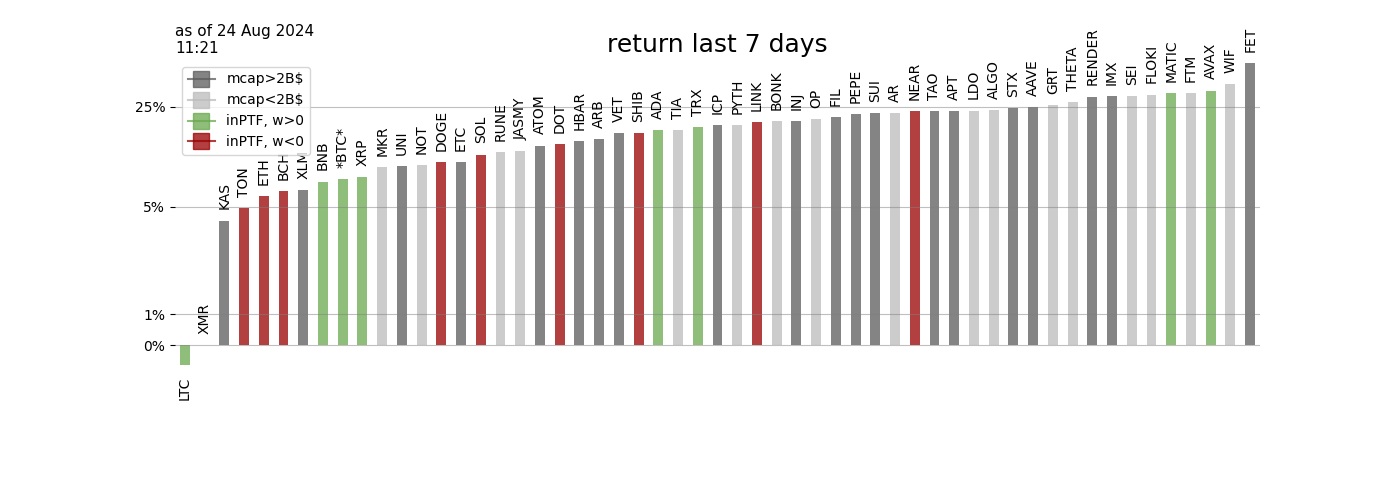 as of 24 Aug 2024
11:21
return last 7 days
mcap>2B$
mcap<2B$
inPTF, w>0
inPTF, w<0
25%
5%
1%
0%
LTC
XMR
KAS
TON
ETH
BCH
XLM
BNB
*BTC*
XRP
MKR
UNI
NOT
DOGE
ETC
SOL
RUNE
JASMY
ATOM
DOT
HBAR
ARB
VET
SHIB
ADA
TIA
TRX
ICP
PYTH
LINK
BONK
INJ
OP
FIL
PEPE
SUI
AR
NEAR
TAO
APT
LDO
ALGO
STX
AAVE
GRT
THETA
RENDER
IMX
SEI
FLOKI
MATIC
FTM
AVAX
WIF
FET